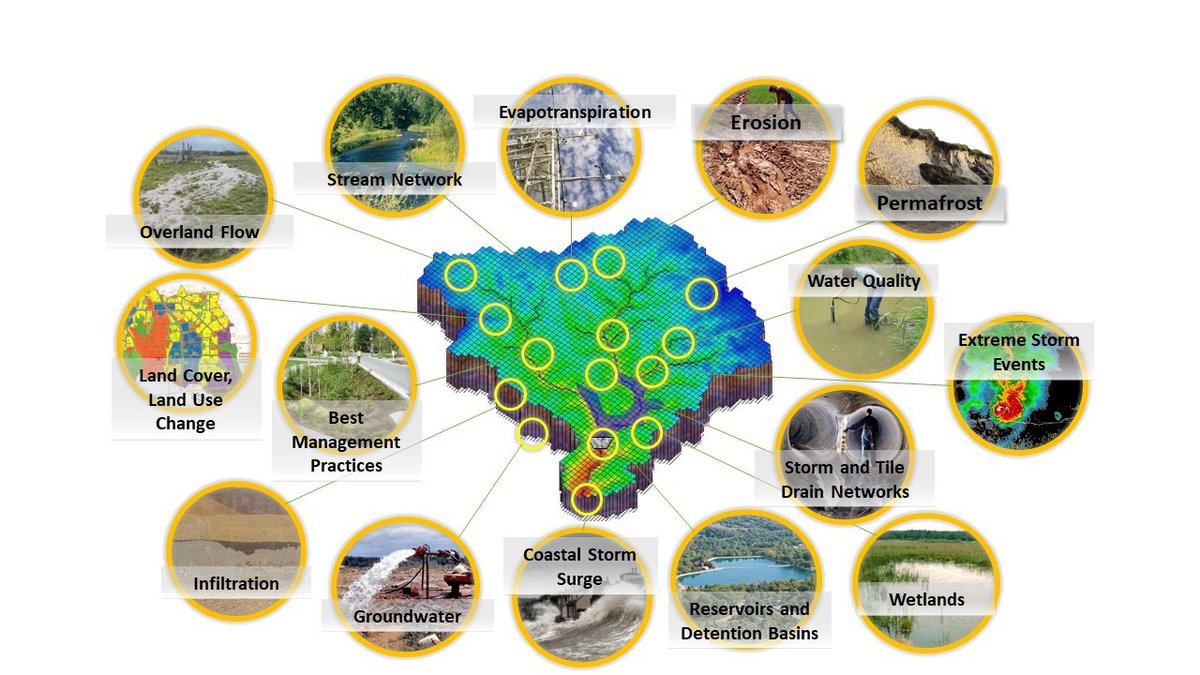 Evapotranspiration
Erosion
Stream Network
Permafrost
Overland Flow
Water Quality
Extreme Storm
Events
Land Cover,
Land Use
Change
Best
Management
Practices
Storm and Tile
Drain Networks
Infiltration
Groundwater
Coastal Storm
Surge
Reservoirs and
Detention Basins
Wetlands